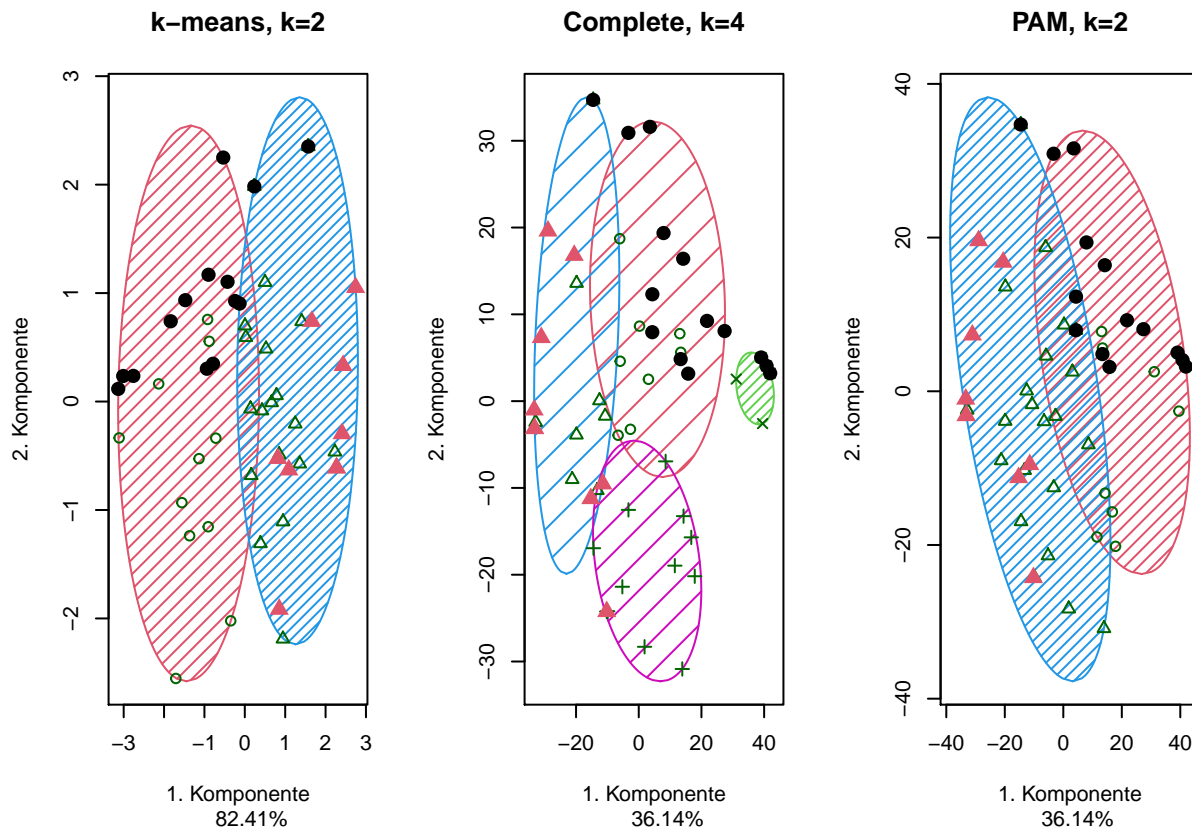 k−means, k=2
3
2
1
0
−1
−2
2. Komponente
−3 −1 0 1 2 3
1. Komponente
82.41%
Complete, k=4
30
20
10
0
−10
−20
−30
2. Komponente
−20 0 20 40
1. Komponente
36.14%
PAM, k=2
40
20
0
−20
−40
2. Komponente
−40 −20 0 20 40
1. Komponente
36.14%